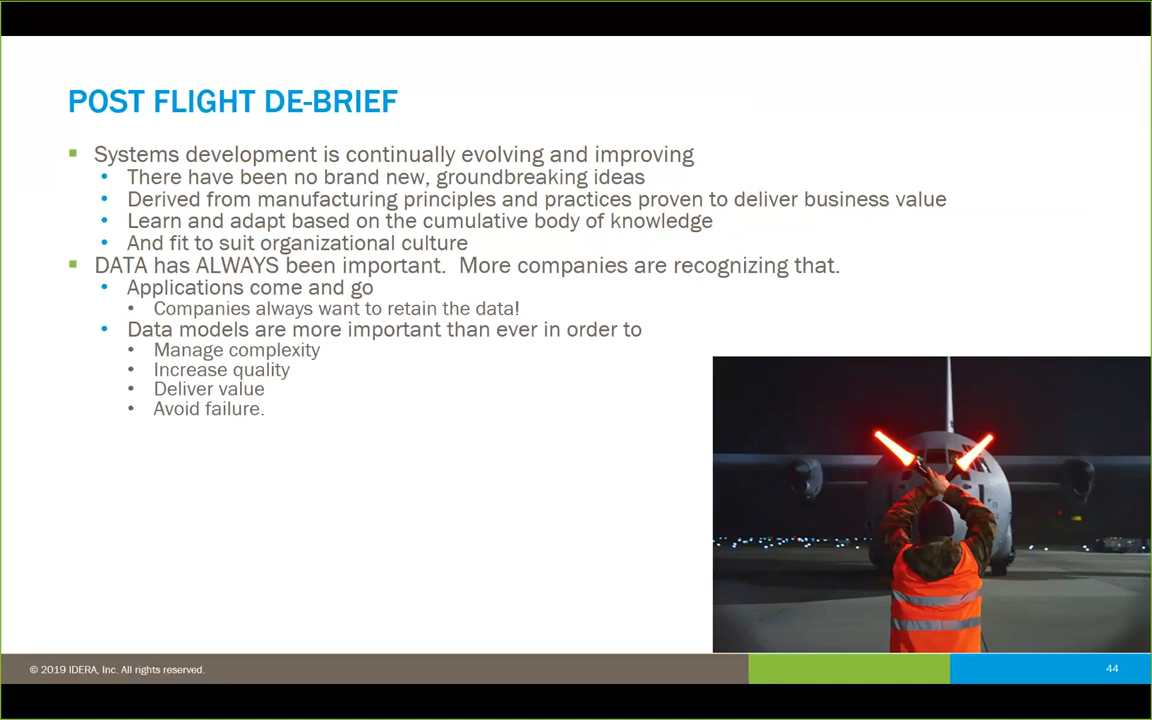 POST FLIGHT DE-BRIEF
Systems development is continually evolving and improving
There have been no brand new, groundbreaking ideas
Derived from manufacturing principles and practices proven to deliver business value
Learn and adapt based on the cumulative body of knowledge
And fit to suit organizational culture
DATA has ALWAYS been important.  More companies are recognizing that.
Applications come and go
Companies always want to retain the data!
Data models are more important than ever in order to
Manage complexity
Increase quality
Deliver value
Avoid failure.
© 2019 IDERA, Inc. All rights reserved.
44